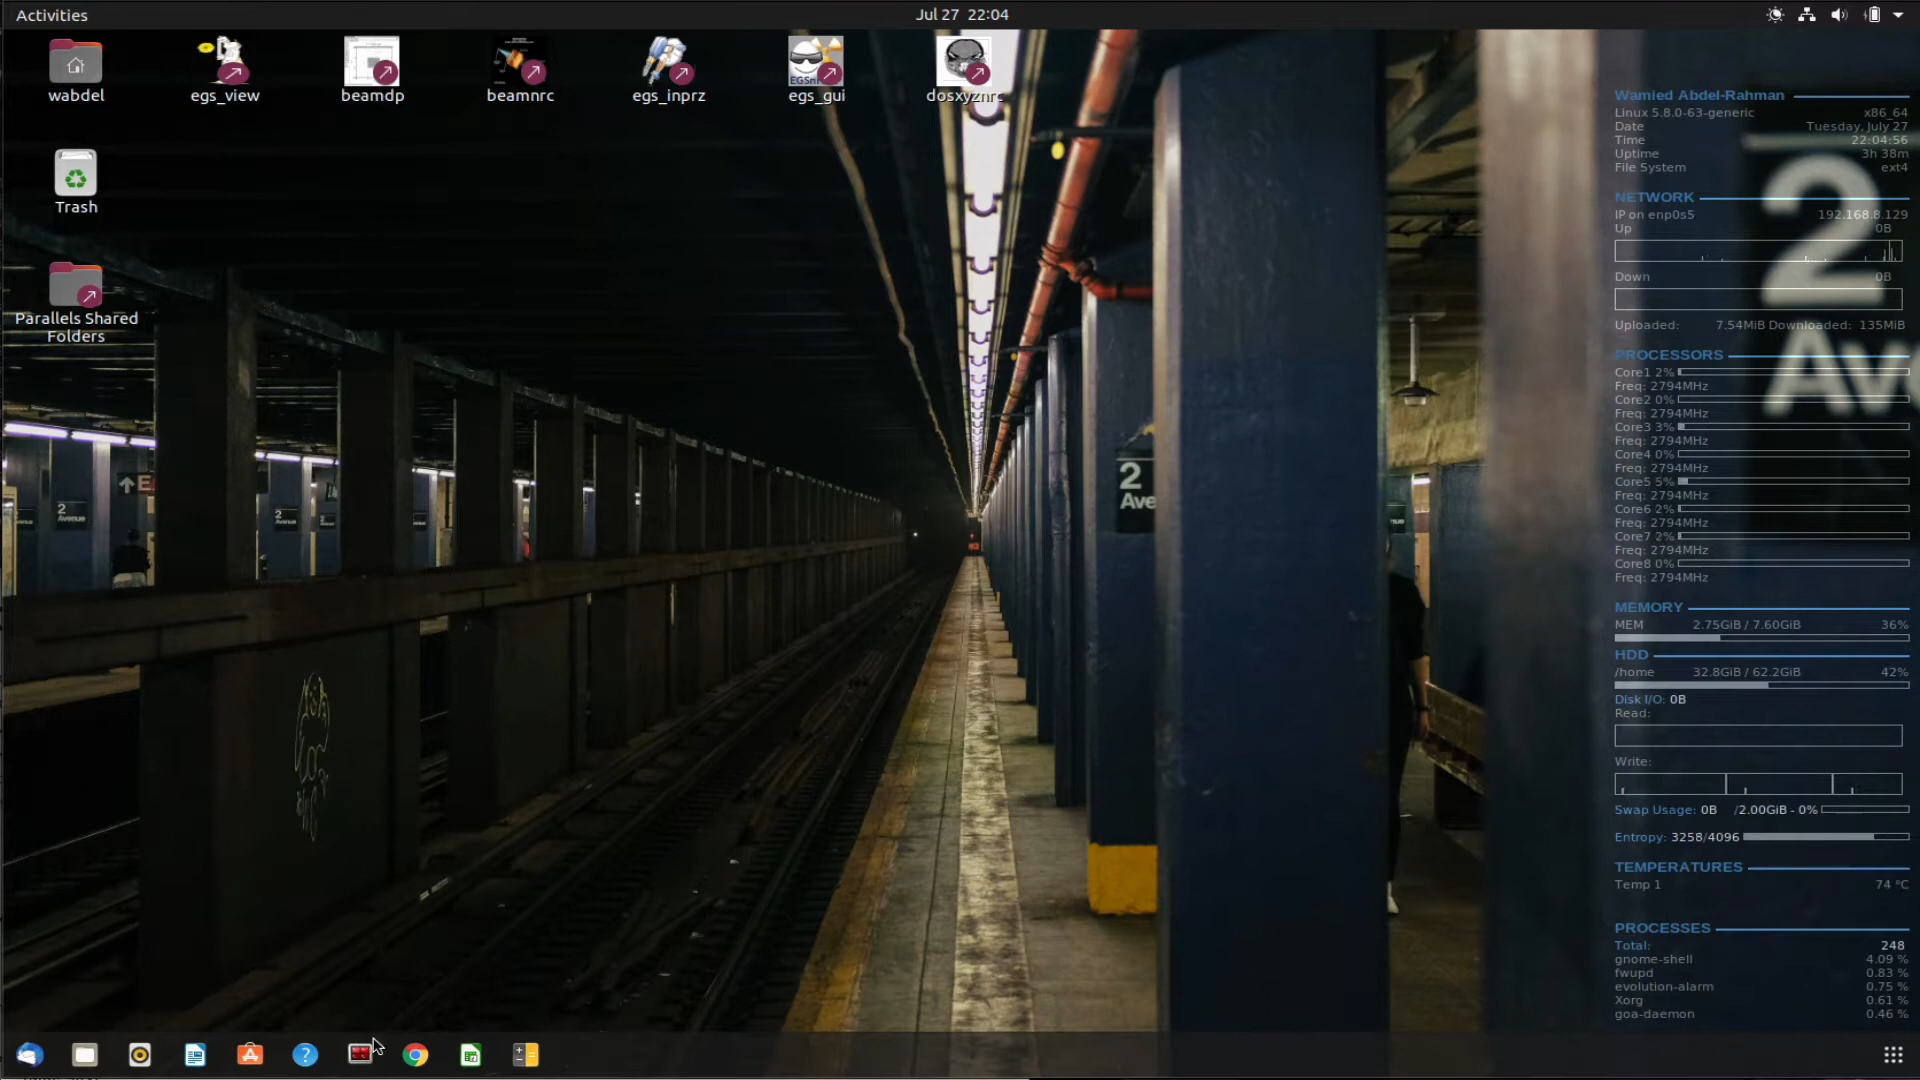 Activities
Jul 27 22:04
wabdel
egs_view
beamdp
beamnrc
egs_inprz
egs_gui
dosxyznrc
EGSn
Trash
Parallels Shared
Folders
Wamied Abdel-Rahman
Linux 5.8.0-63-generic x86_64
Date Tuesday, July 27
Time 22:04:56
Uptime 3h 38m
File System ext4
NETWORK
IP on enp0s5 192.168.8.129
Up 0B
Down 0B
Uploaded: 7.54MiB Downloaded: 135MiB
PROCESSORS
Core1 2%
Freq: 2794MHz
Core2 0%
Freq: 2794MHz
Core3 3%
Freq: 2794MHz
Core4 0%
Freq: 2794MHz
Core5 5%
Freq: 2794MHz
Core6 2%
Freq: 2794MHz
Core7 2%
Freq: 2794MHz
Core8 0%
Freq: 2794MHz
MEMORY
MEM 2.75GiB / 7.60GiB 36%
HDD
/home 32.8GiB / 62.2GiB 42%
Disk I/O: 0B
Read:
Write:
Swap Usage: 0B /2.00GiB - 0%
Entropy: 3258/4096
TEMPERATURES
Temp 1 74 °C
PROCESSES
Total: 248
gnome-shell 4.09 %
fwupd 0.83 %
evolution-alarm 0.75 %
Xorg 0.61 %
goa-daemon 0.46 %
2
Av
2
Ave
2
Avenue
2